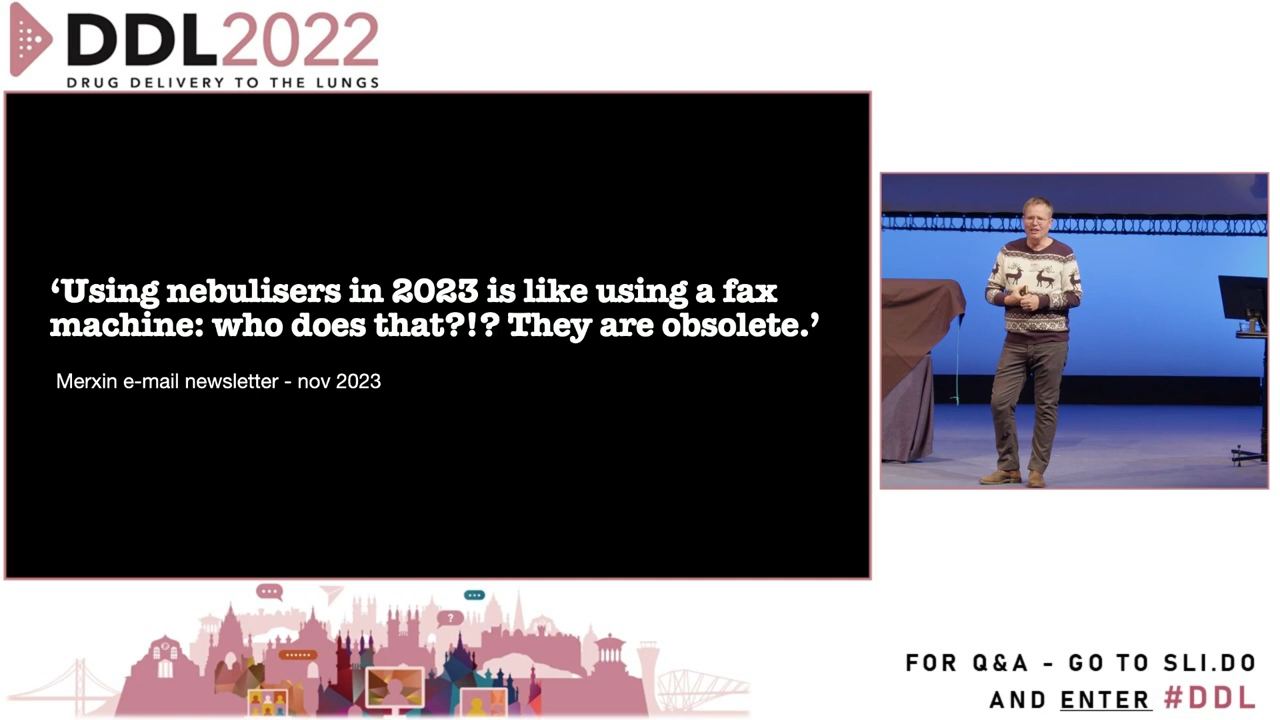 DDL2022
DRUG DELIVERY TO THE LUNGS
‘Using nebulisers in 2023 is like using a fax
machine: who does that?!? They are obsolete.’
Merxin e-mail newsletter - nov 2023
?
FOR Q&A - GO TO SLI.DO
AND ENTER #DDL